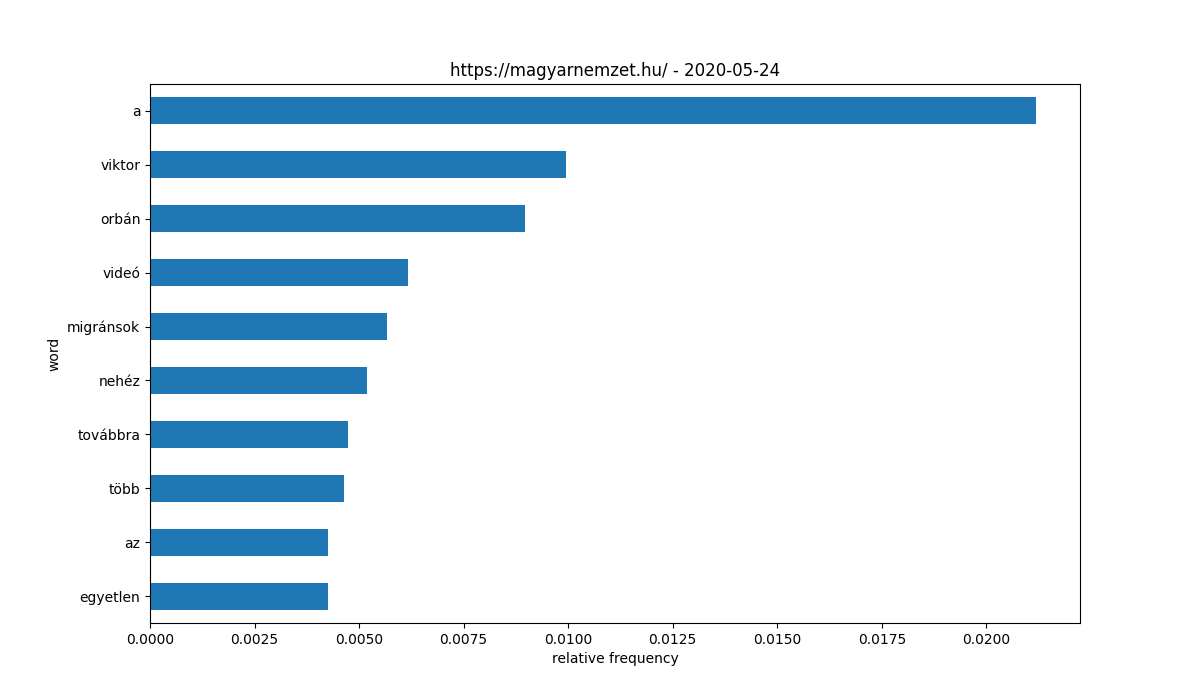 https://magyarnemzet.hu/ - 2020-05-24
a
viktor
orbán
videó
migránsok
nehéz
továbbra
több
az
egyetlen
word
0.0000 0.0025 0.0050 0.0075 0.0100 0.0125 0.0150 0.0175 0.0200
relative frequency